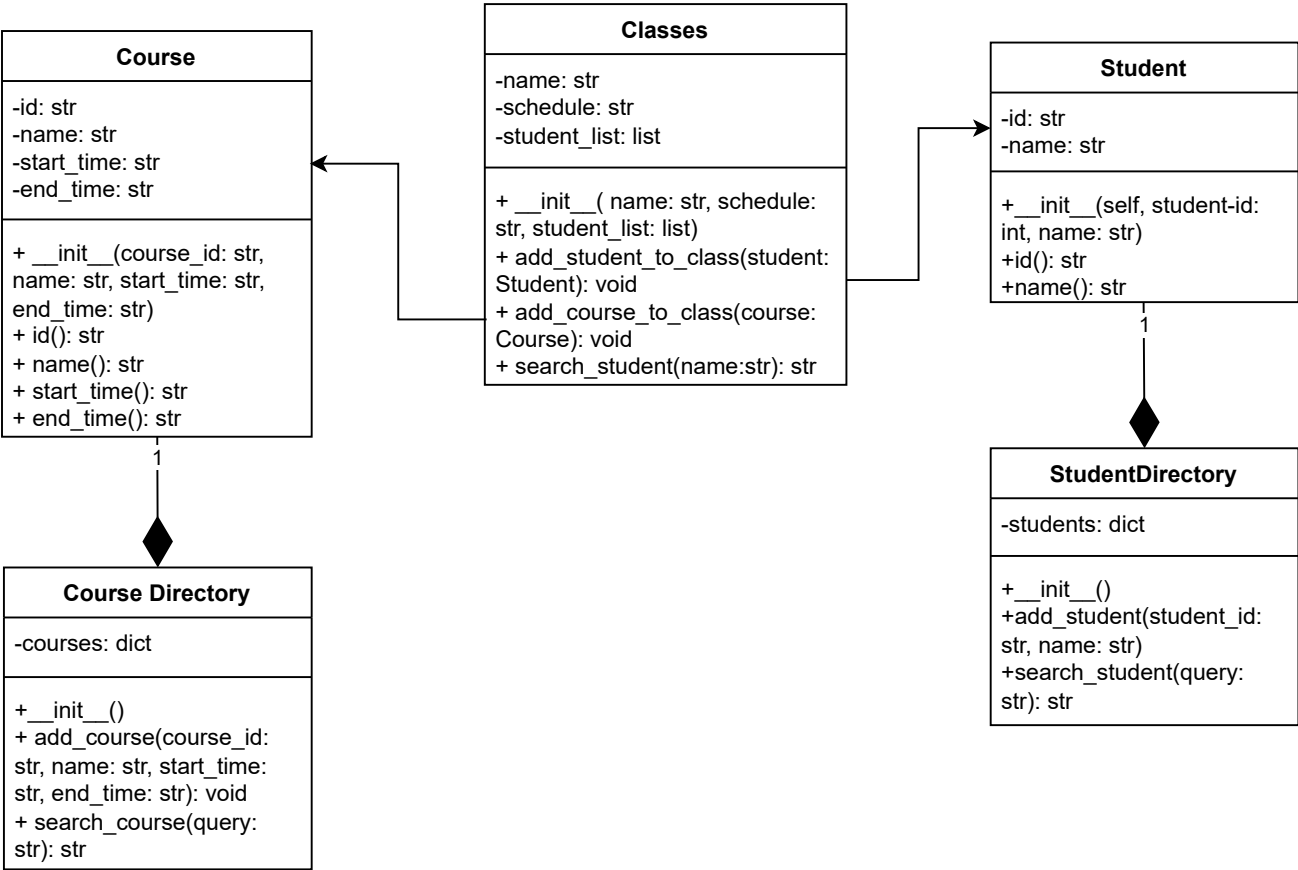 Course
-id: str
-name: str
-start_time: str
-end_time: str
+ __init__(course_id: str,
name: str, start_time: str,
end_time: str)
+ id(): str
+ name(): str
+ start_time(): str
+ end_time(): str
1
Course Directory
-courses: dict
+__init__()
+ add_course(course_id:
str, name: str, start_time:
str, end_time: str): void
+ search_course(query:
str): str
Classes
-name: str
-schedule: str
-student_list: list
+ __init__( name: str, schedule:
str, student_list: list)
+ add_student_to_class(student:
Student): void
+ add_course_to_class(course:
Course): void
+ search_student(name:str): str
Student
-id: str
-name: str
+__init__(self, student-id:
int, name: str)
+id(): str
+name(): str
1
StudentDirectory
-students: dict
+__init__()
+add_student(student_id:
str, name: str)
+search_student(query:
str): str